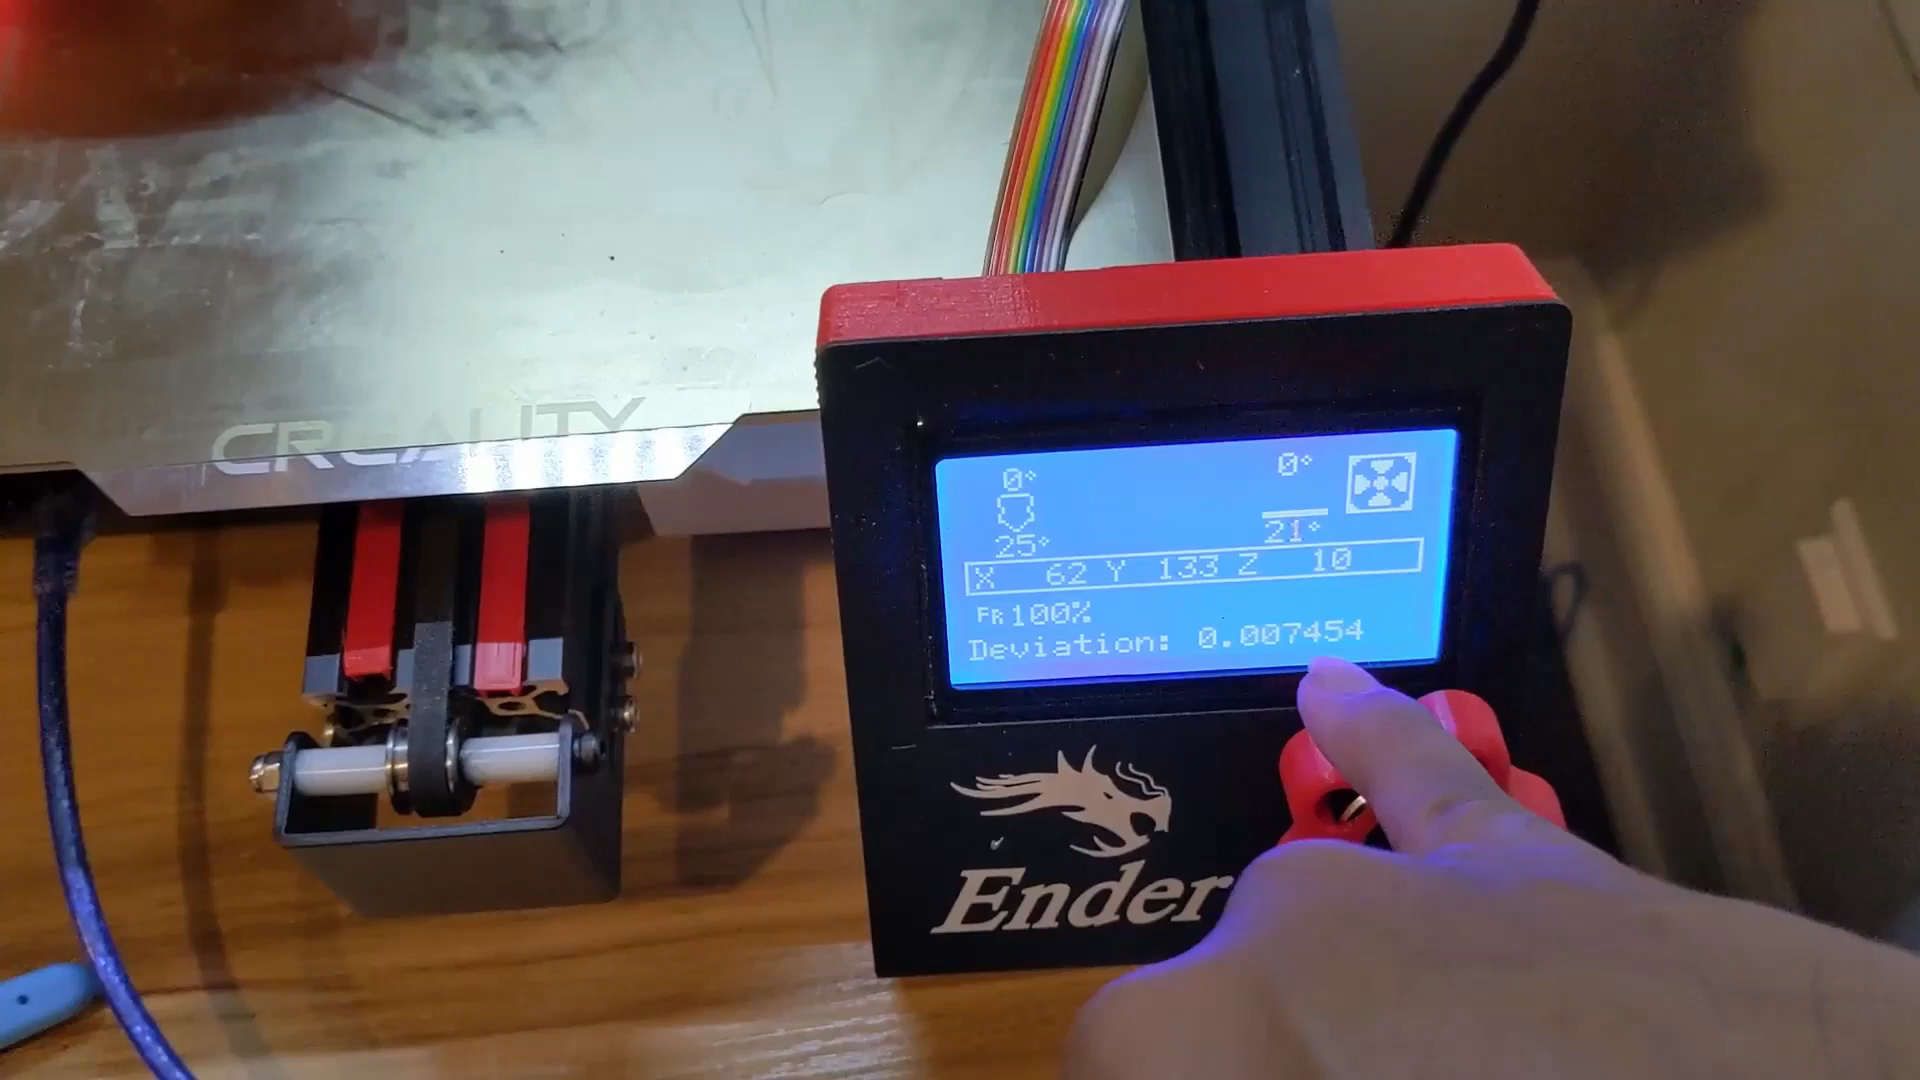 CREALITY
0° 0°
25° 21°
X 62 Y 133 Z 10
FR 100%
Deviation: 0.007454
Ender